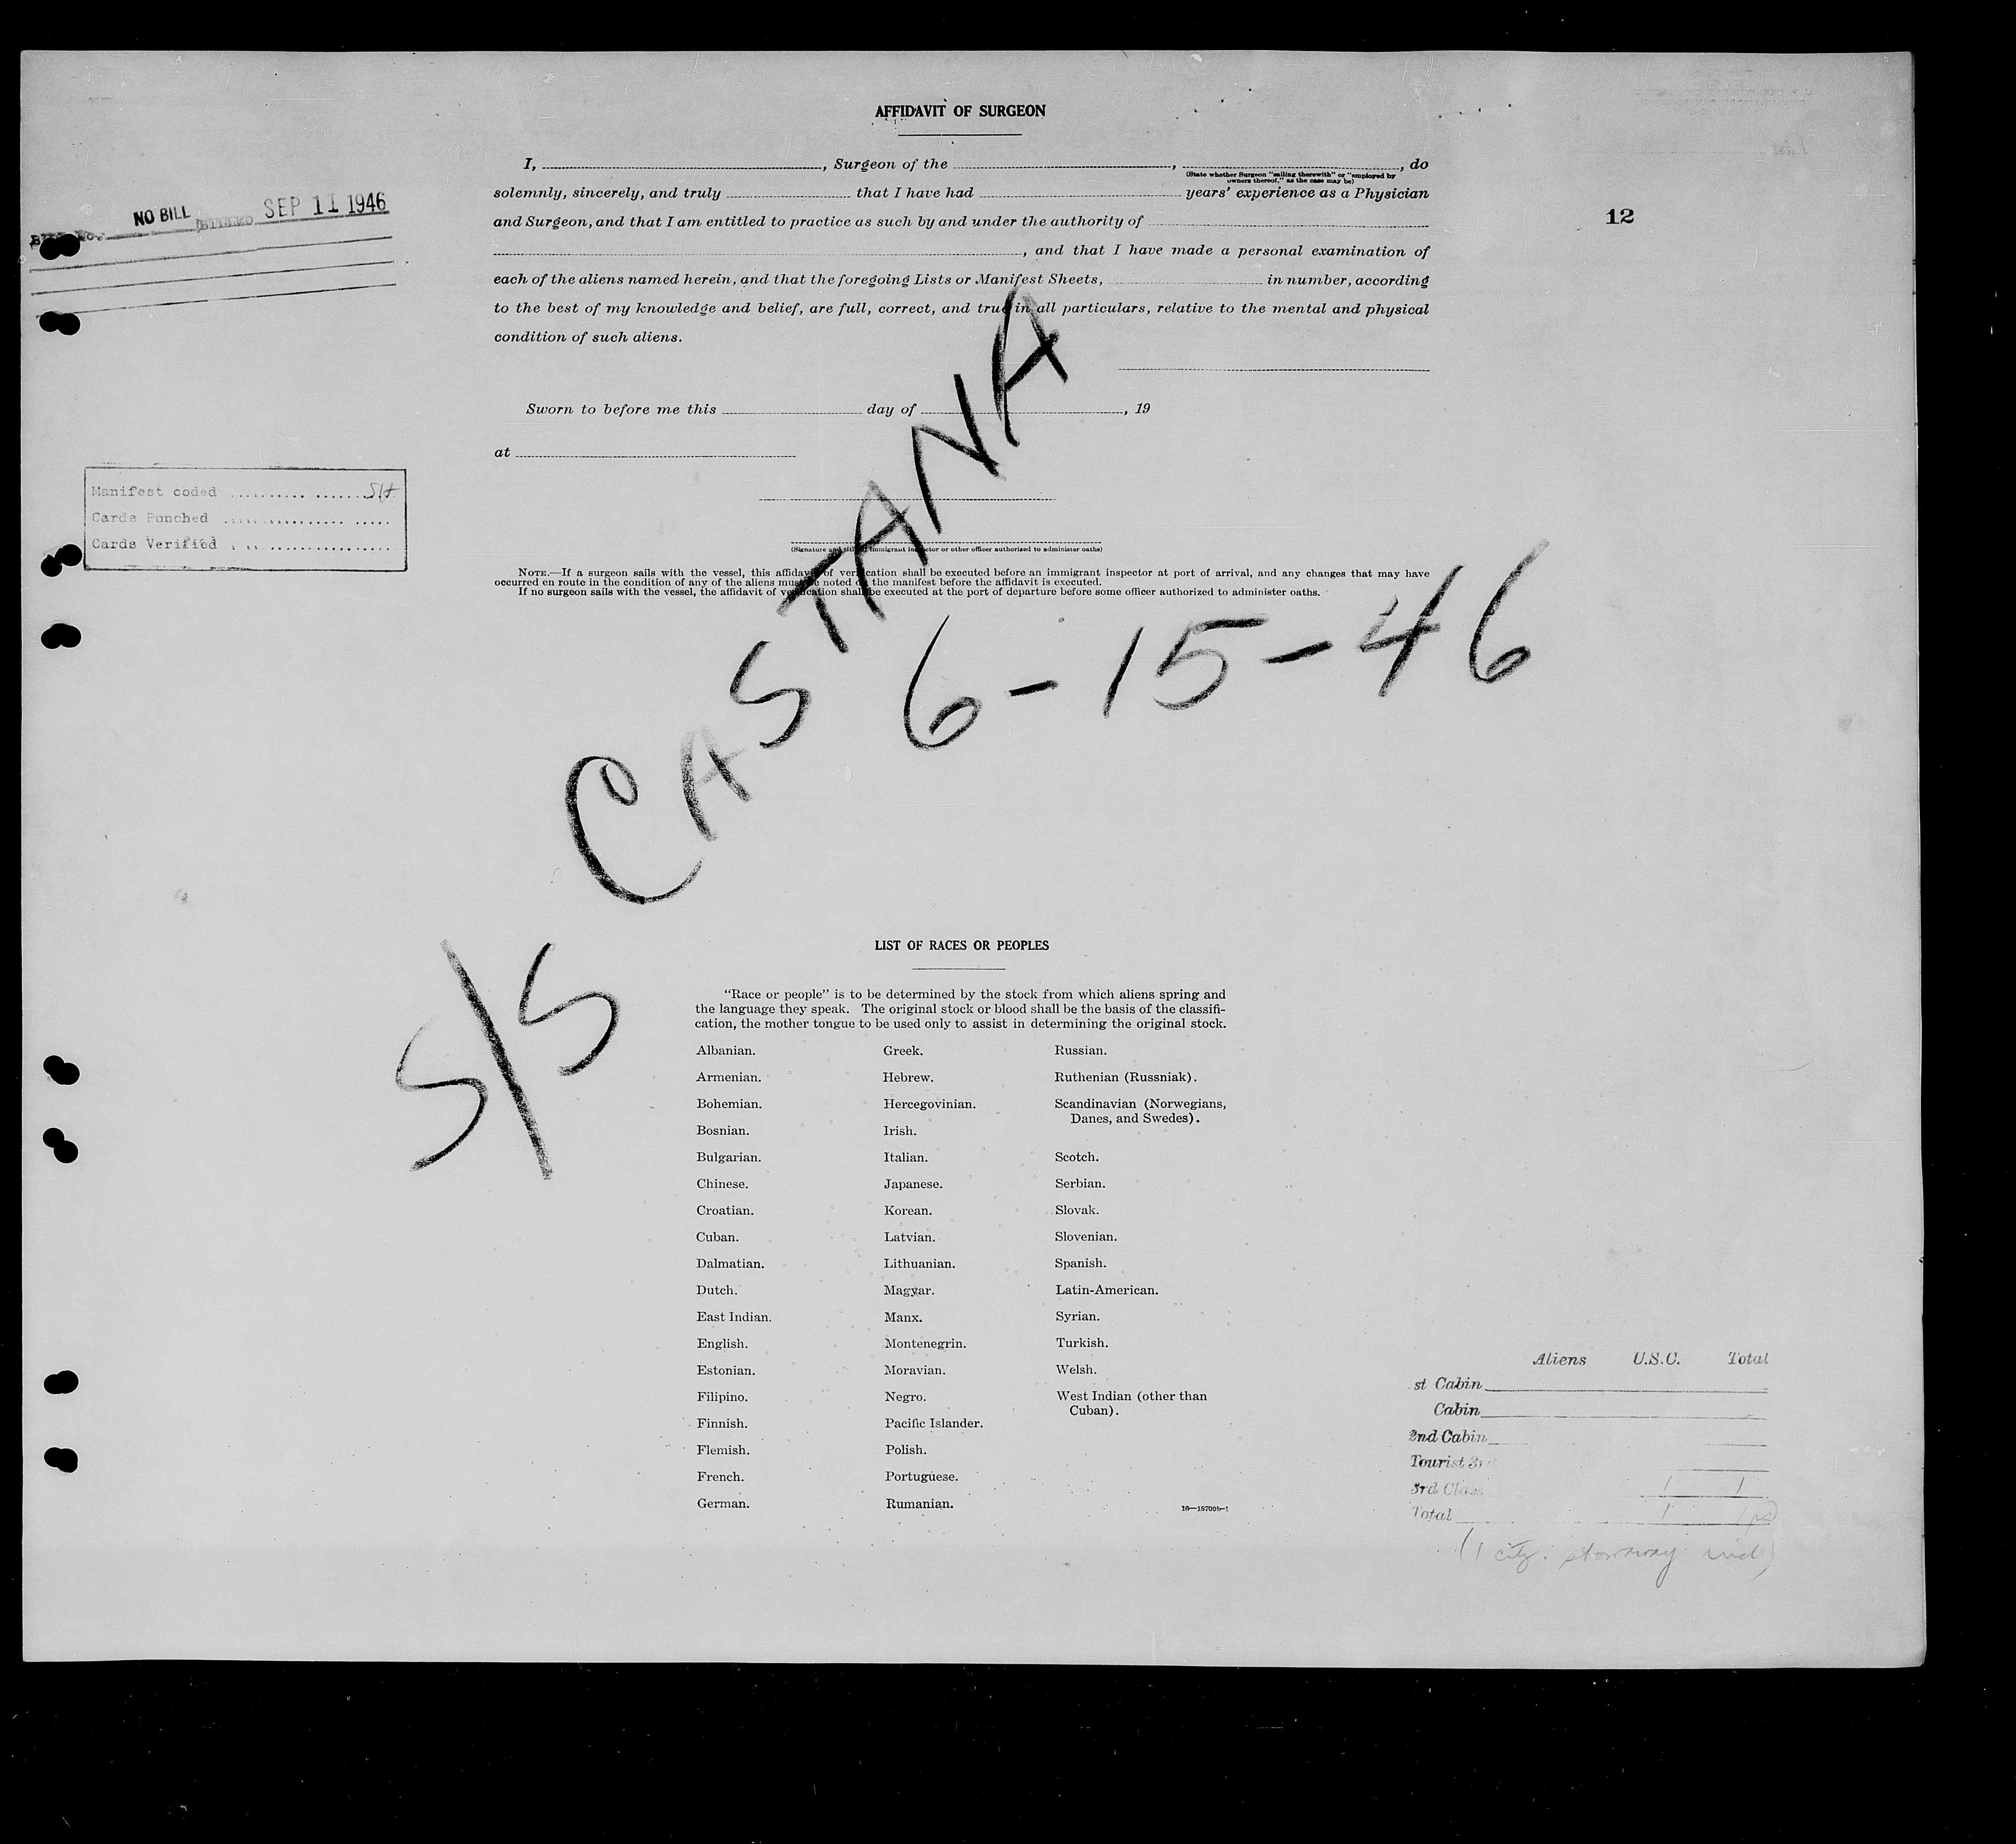 AFFIDAVIT OF SURGEON
I, , Surgeon of the , , do
(State whether Surgeon "sailing therewith" or "employed by
owners thereof," as the case may be)
solemnly, sincerely, and truly that I have had years' experience as a Physician
and Surgeon, and that I am entitled to practice as such by and under the authority of
, and that I have made a personal examination of
each of the aliens named herein, and that the foregoing Lists or Manifest Sheets, in number, according
to the best of my knowledge and belief, are full, correct, and true in all particulars, relative to the mental and physical
condition of such aliens.
Sworn to before me this day of , 19
at
(Signature and title of immigrant inspector or other officer authorized to administer oaths)
NOTE.—If a surgeon sails with the vessel, this affidavit of verification shall be executed before an immigrant inspector at port of arrival, and any changes that may have
occurred en route in the condition of any of the aliens must be noted on the manifest before the affidavit is executed.
If no surgeon sails with the vessel, the affidavit of verification shall be executed at the port of departure before some officer authorized to administer oaths.
12
NO BILL BILLED SEP 11 1946
Bill No.
Manifest coded SH
Cards Punched
Cards Verified
S/S CASTANA
6-15-46
LIST OF RACES OR PEOPLES
"Race or people" is to be determined by the stock from which aliens spring and
the language they speak. The original stock or blood shall be the basis of the classifi-
cation, the mother tongue to be used only to assist in determining the original stock.
Albanian.
Armenian.
Bohemian.
Bosnian.
Bulgarian.
Chinese.
Croatian.
Cuban.
Dalmatian.
Dutch.
East Indian.
English.
Estonian.
Filipino.
Finnish.
Flemish.
French.
German.
Greek.
Hebrew.
Hercegovinian.
Irish.
Italian.
Japanese.
Korean.
Latvian.
Lithuanian.
Magyar.
Manx.
Montenegrin.
Moravian.
Negro.
Pacific Islander.
Polish.
Portuguese.
Rumanian.
Russian.
Ruthenian (Russniak).
Scandinavian (Norwegians,
Danes, and Swedes).
Scotch.
Serbian.
Slovak.
Slovenian.
Spanish.
Latin-American.
Syrian.
Turkish.
Welsh.
West Indian (other than
Cuban).
16—18709b-1
Aliens U.S.C. Total
st Cabin
Cabin
2nd Cabin
Tourist 3rd
3rd Class 1 1
Total 1 1
(1 citz. stowaway incl)